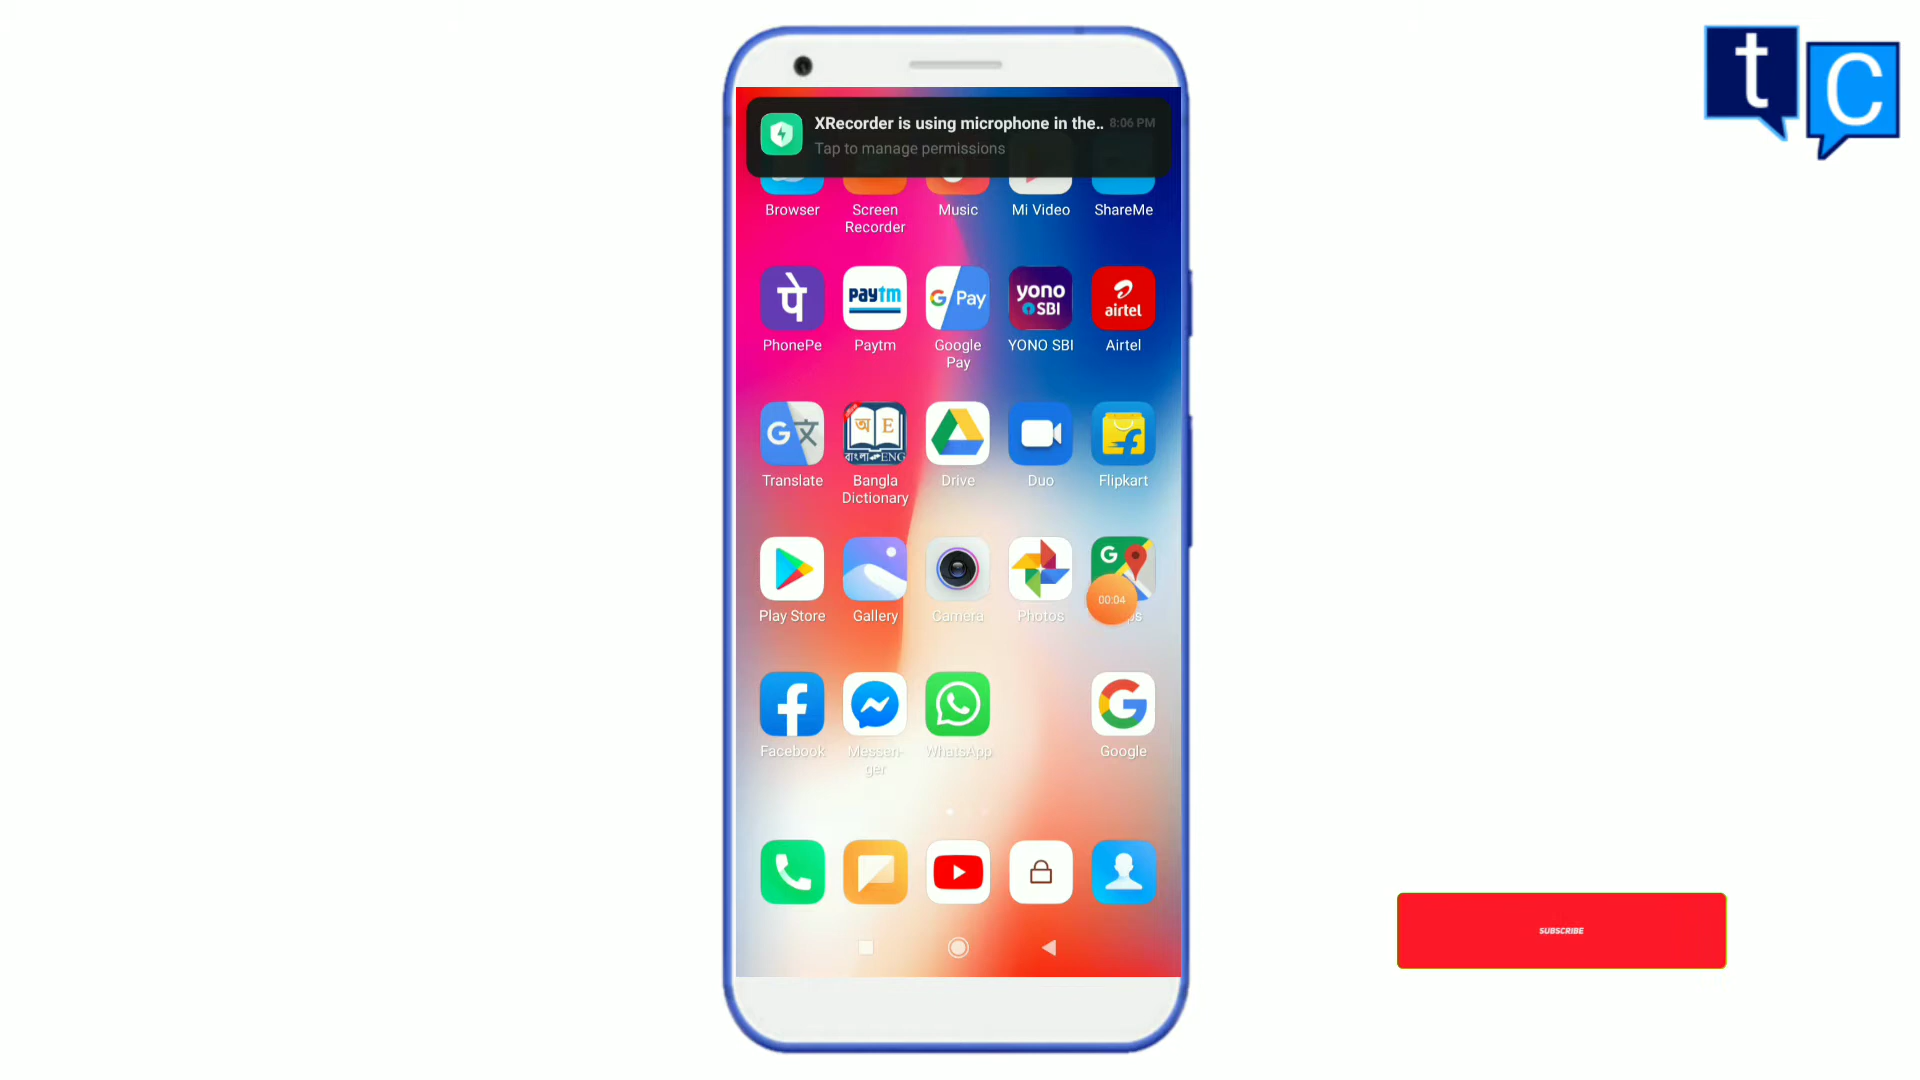 t C
XRecorder is using microphone in the.. 8:06 PM
Tap to manage permissions
Browser Screen Recorder Music Mi Video ShareMe
पे paytm G Pay yono SBI airtel
PhonePe Paytm Google Pay YONO SBI Airtel
G 文 অ E বাংলা ENG
Translate Bangla Dictionary Drive Duo Flipkart
G 00:04
Play Store Gallery Camera Photos
Facebook Messen-ger WhatsApp Google
SUBSCRIBE